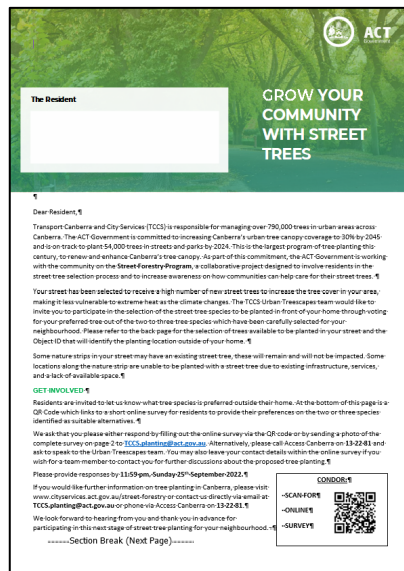 ACT
Government
The Resident
GROW YOUR
COMMUNITY
WITH STREET
TREES
¶
Dear·Resident,¶
Transport·Canberra·and·City·Services·(TCCS)·is·responsible·for·managing·over·790,000·trees·in·urban·areas·across·
Canberra.·The·ACT·Government·is·committed·to·increasing·Canberra's·urban·tree·canopy·coverage·to·30%·by·2045·
and·is·on·track·to·plant·54,000·trees·in·streets·and·parks·by·2024.·This·is·the·largest·program·of·tree·planting·this·
century,·to·renew·and·enhance·Canberra's·tree·canopy.·As·part·of·this·commitment,·the·ACT·Government·is·working·
with·the·community·on·the·Street·Forestry·Program,·a·collaborative·project·designed·to·involve·residents·in·the·
street·tree·selection·process·and·to·increase·awareness·on·how·communities·can·help·care·for·their·street·trees.·¶
Your·street·has·been·selected·to·receive·a·high·number·of·new·street·trees·to·increase·the·tree·cover·in·your·area,·
making·it·less·vulnerable·to·extreme·heat·as·the·climate·changes.·The·TCCS·Urban·Treescapes·team·would·like·to·
invite·you·to·participate·in·the·selection·of·the·street·tree·species·to·be·planted·in·front·of·your·home·through·voting·
for·your·preferred·tree·out·of·the·two·to·three·tree·species·which·have·been·carefully·selected·for·your·
neighbourhood.·Please·refer·to·the·back·page·for·the·selection·of·trees·available·to·be·planted·in·your·street·and·the·
Object·ID·that·will·identify·the·planting·location·outside·of·your·home.·¶
Some·nature·strips·in·your·street·may·have·an·existing·street·tree,·these·will·remain·and·will·not·be·impacted.·Some·
locations·along·the·nature·strip·are·unable·to·be·planted·with·a·street·tree·due·to·existing·infrastructure,·services,·
and·a·lack·of·available·space.·¶
GET·INVOLVED·¶
Residents·are·invited·to·let·us·know·what·tree·species·is·preferred·outside·their·home.·At·the·bottom·of·this·page·is·a·
QR·Code·which·links·to·a·short·online·survey·for·residents·to·provide·their·preferences·on·the·two·or·three·species·
identified·as·suitable·alternatives.·¶
We·ask·that·you·please·either·respond·by·filling·out·the·online·survey·via·the·QR·code·or·by·sending·a·photo·of·the·
complete·survey·on·page·2·to·TCCS.planting@act.gov.au.·Alternatively,·please·call·Access·Canberra·on·13·22·81·and·
ask·to·speak·to·the·Urban·Treescapes·team.·You·may·also·leave·your·contact·details·within·the·online·survey·if·you·
wish·for·a·team·member·to·contact·you·for·further·discussions·about·the·proposed·tree·planting.¶
Please·provide·responses·by·11:59·pm,·Sunday·25th·September·2022.¶
If·you·would·like·further·information·on·tree·planting·in·Canberra,·please·visit·
www.cityservices.act.gov.au/street-forestry·or·contact·us·directly·via·email·at·
TCCS.planting@act.gov.au·or·phone·via·Access·Canberra·on·13·22·81.¶
We·look·forward·to·hearing·from·you·and·thank·you·in·advance·for·
participating·in·this·next·stage·of·street·tree·planting·for·your·neighbourhood.·¶
CONDOR:¶
··SCAN·FOR¶
··ONLINE¶
··SURVEY¶
Section Break (Next Page)